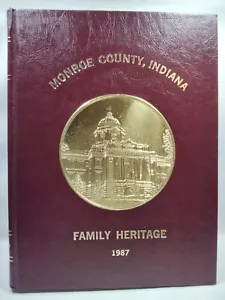 MONROE COUNTY, INDIANA
FAMILY HERITAGE
1987